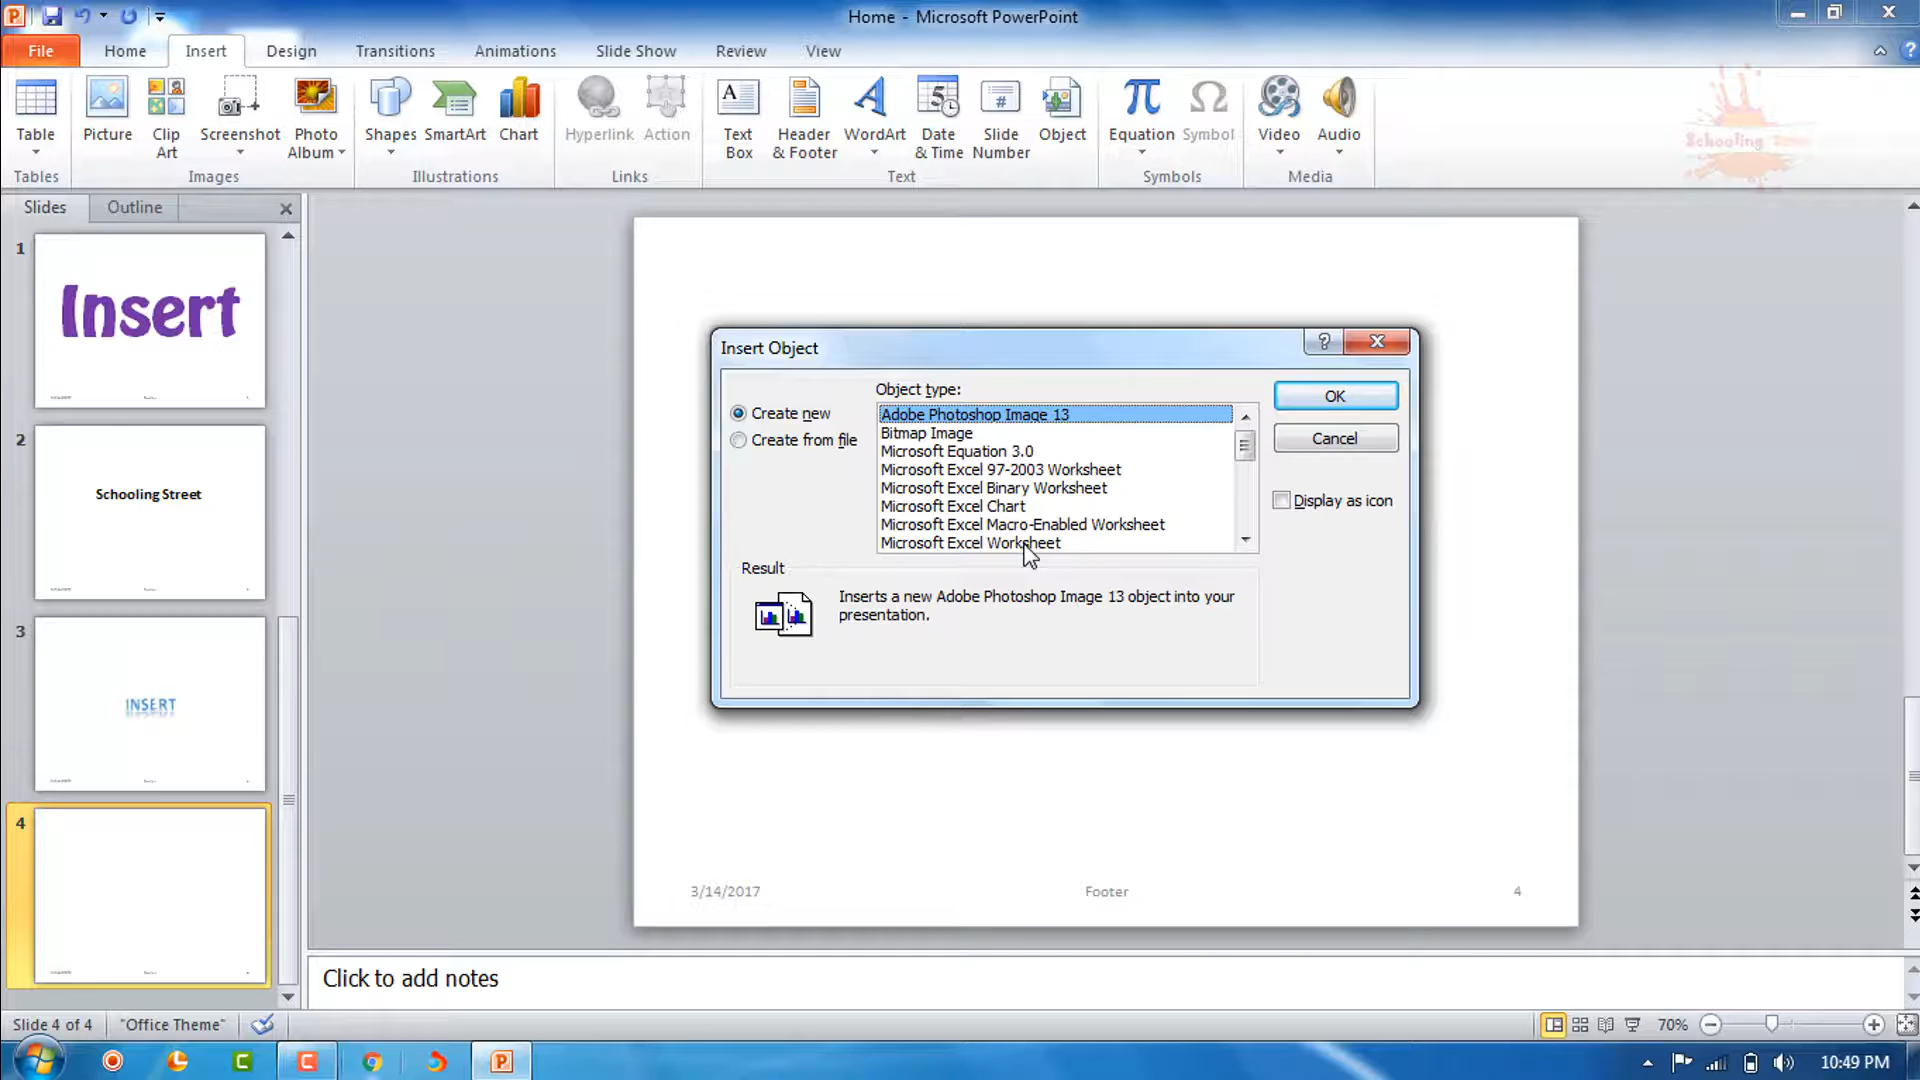 Home - Microsoft PowerPoint
File Home Insert Design Transitions Animations Slide Show Review View
Table Picture Clip Art Screenshot Photo Album Shapes SmartArt Chart Hyperlink Action Text Box Header & Footer WordArt Date & Time Slide Number Object Equation Symbol Video Audio
Tables Images Illustrations Links Text Symbols Media
Schooling
Slides Outline
1
Insert
2
Schooling Street
3
INSERT
4
Insert Object
Object type:
Create new
Create from file
Adobe Photoshop Image 13
Bitmap Image
Microsoft Equation 3.0
Microsoft Excel 97-2003 Worksheet
Microsoft Excel Binary Worksheet
Microsoft Excel Chart
Microsoft Excel Macro-Enabled Worksheet
Microsoft Excel Worksheet
OK
Cancel
Display as icon
Result
Inserts a new Adobe Photoshop Image 13 object into your
presentation.
3/14/2017 Footer 4
Click to add notes
Slide 4 of 4 "Office Theme" 70%
10:49 PM